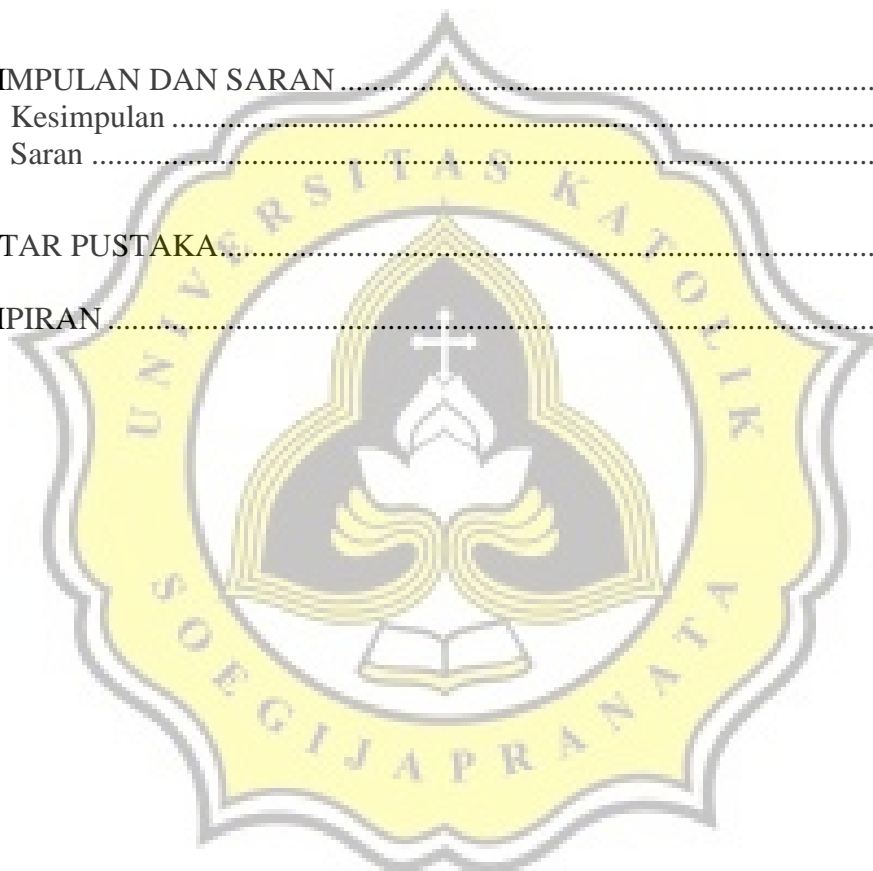 IMPULAN DAN SARAN ....................................................................
Kesimpulan ..........................................................................................
Saran ....................................................................................................
TAR PUSTAKA....................................................................................
IPIRAN .................................................................................................
UNIVERSITAS KATOLIK
SOEGIJAPRANATA